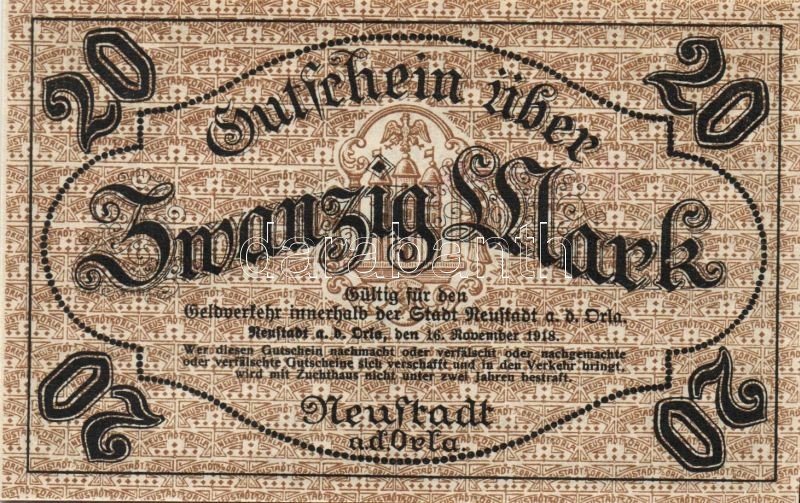 20 20
Gutschein über
Zwanzig Mark
Gültig für den
Geldverkehr innerhalb der Stadt Neustadt a. d. Orla.
Neustadt a. d. Orla, den 16. November 1918.
Wer diesen Gutschein nachmacht oder verfälscht oder nachgemachte
oder verfälschte Gutscheine sich verschafft und in den Verkehr bringt,
wird mit Zuchthaus nicht unter zwei Jahren bestraft.
20 20
Neustadt
a.d.Orla
darabanth.com